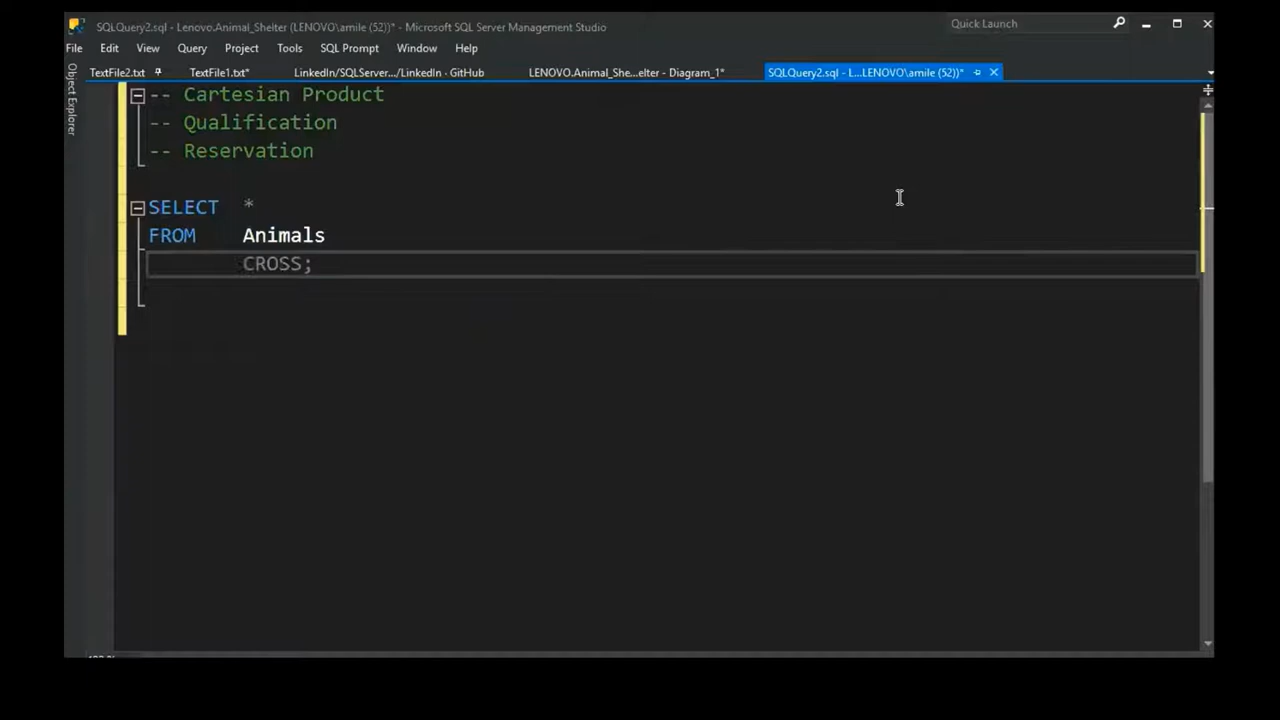 SQLQuery2.sql - Lenovo.Animal_Shelter (LENOVO\amile (52))* - Microsoft SQL Server Management Studio
Quick Launch
File Edit View Query Project Tools SQL Prompt Window Help
TextFile2.txt TextFile1.txt* LinkedIn/SQLServer.../LinkedIn · GitHub LENOVO.Animal_She...elter - Diagram_1* SQLQuery2.sql - L...LENOVO\amile (52))*
Object Explorer
-- Cartesian Product
-- Qualification
-- Reservation
SELECT *
FROM Animals
CROSS;